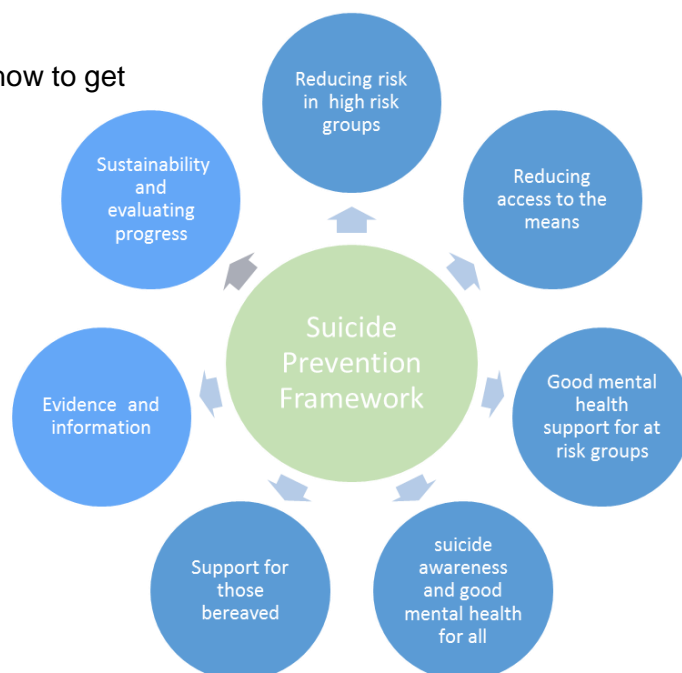 now to get
Reducing risk
in high risk
groups
Reducing
access to the
means
Good mental
health
support for at
risk groups
suicide
awareness
and good
mental health
for all
Support for
those
bereaved
Evidence and
information
Sustainability
and
evaluating
progress
Suicide
Prevention
Framework